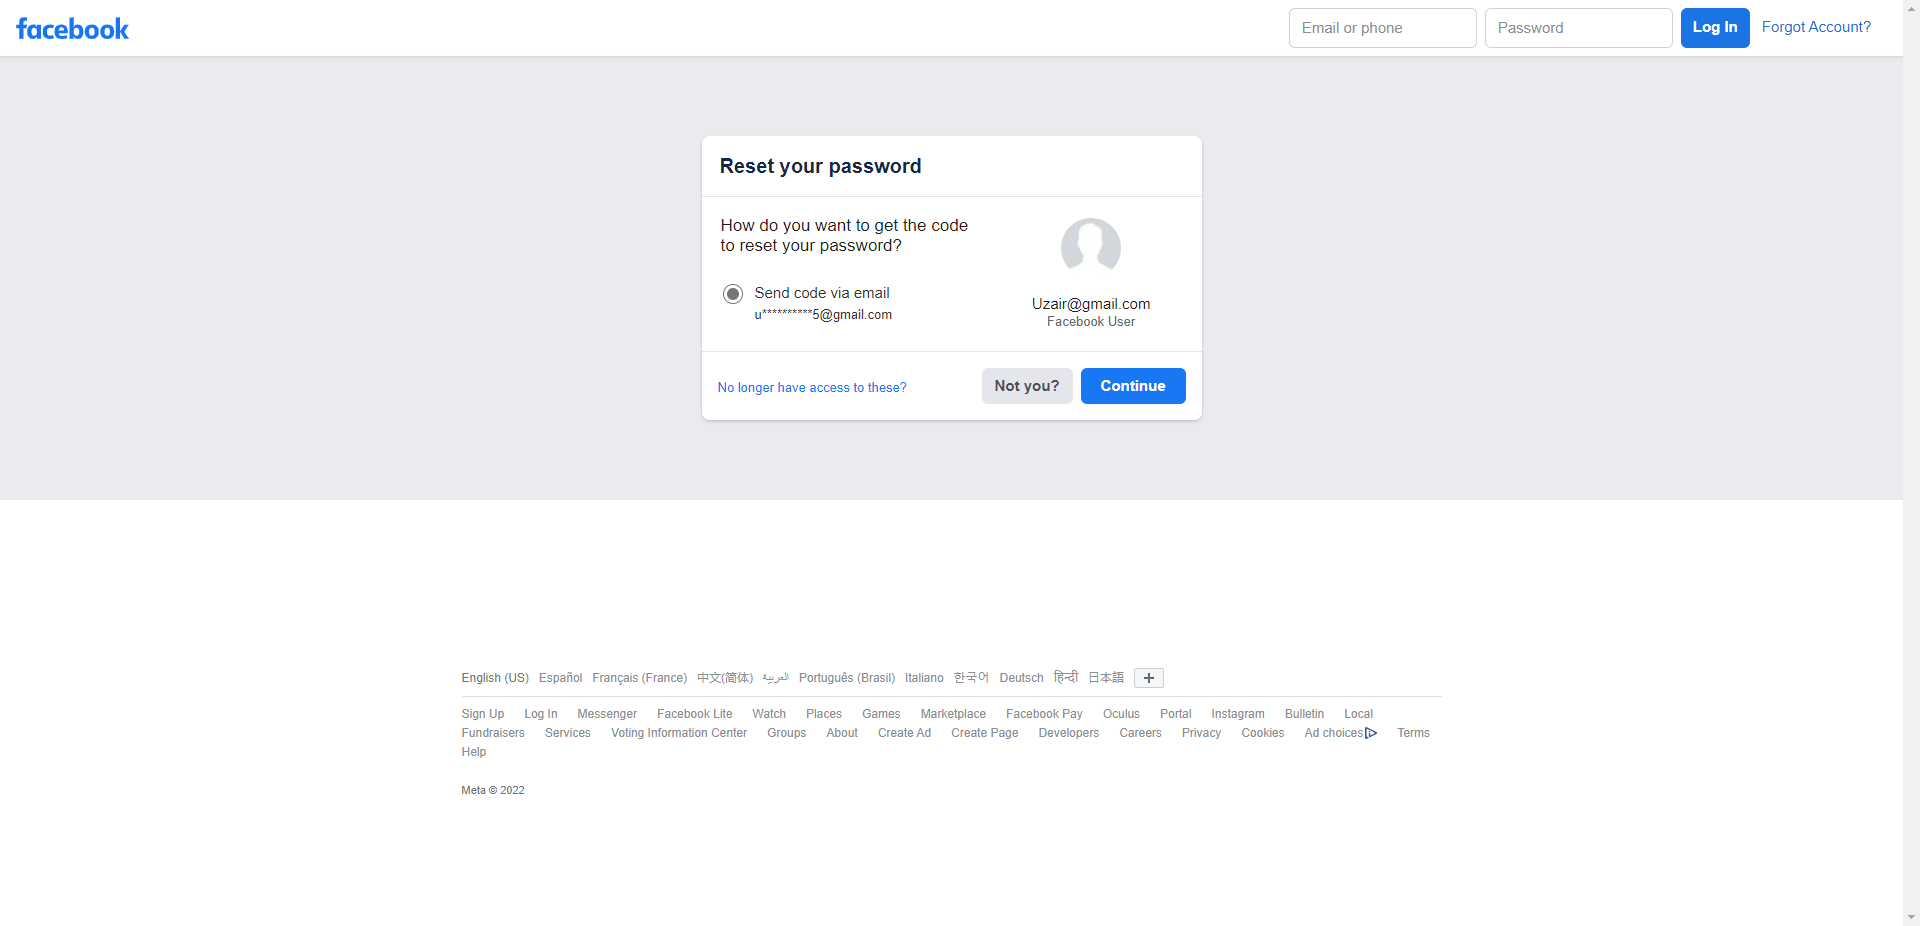 facebook
Email or phone
Password
Log In
Forgot Account?
Reset your password
How do you want to get the code
to reset your password?
Send code via email
u**********5@gmail.com
Uzair@gmail.com
Facebook User
No longer have access to these?
Not you?
Continue
English (US) Español Français (France) 中文(简体) العربية Português (Brasil) Italiano 한국어 Deutsch हिन्दी 日本語 +
Sign Up Log In Messenger Facebook Lite Watch Places Games Marketplace Facebook Pay Oculus Portal Instagram Bulletin Local
Fundraisers Services Voting Information Center Groups About Create Ad Create Page Developers Careers Privacy Cookies Ad choices Terms
Help
Meta © 2022